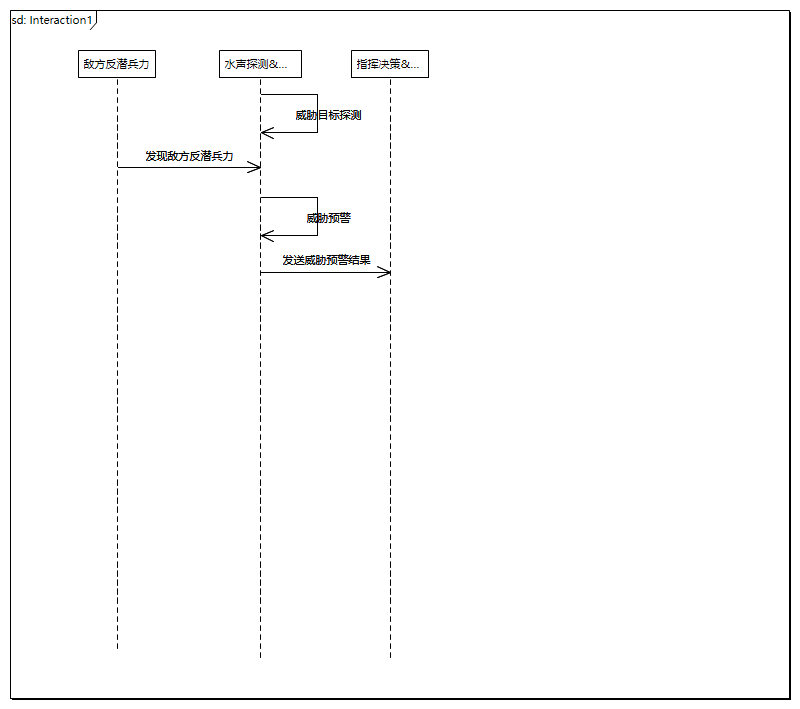 sd: Interaction1
敌方反潜兵力
水声探测&...
指挥决策&...
威胁目标探测
发现敌方反潜兵力
威胁预警
发送威胁预警结果